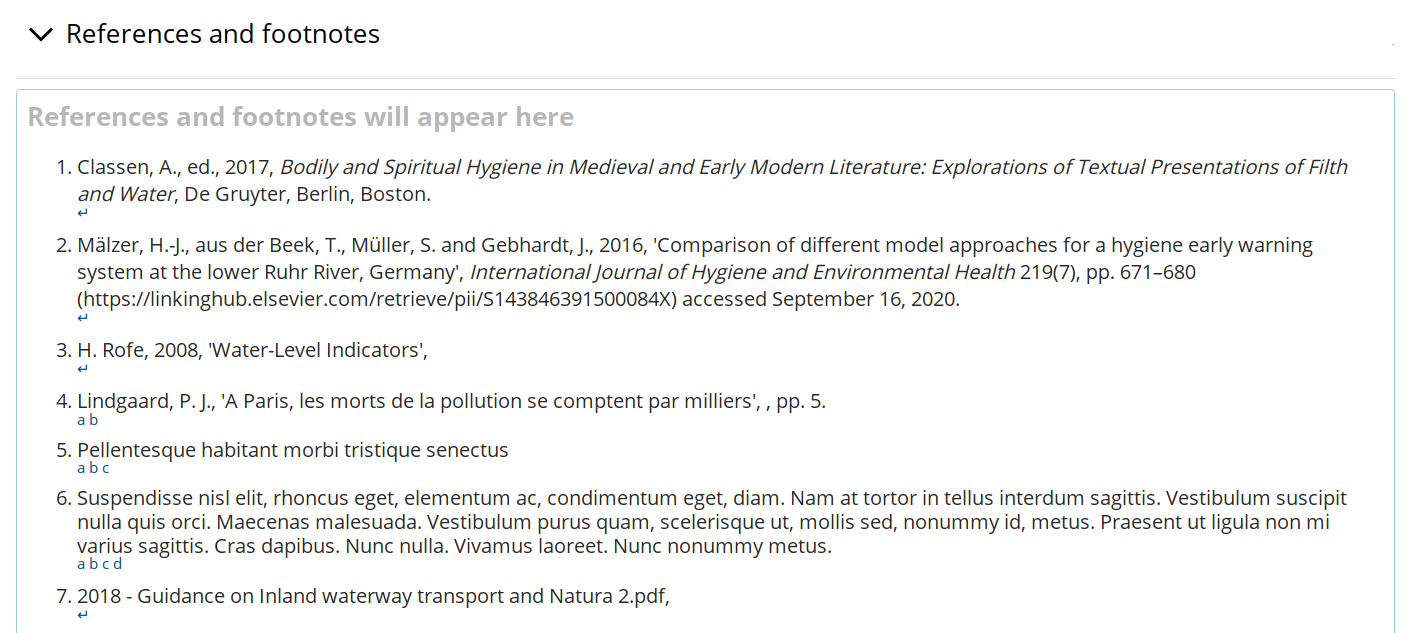 References and footnotes
References and footnotes will appear here
1. Classen, A., ed., 2017, Bodily and Spiritual Hygiene in Medieval and Early Modern Literature: Explorations of Textual Presentations of Filth
and Water, De Gruyter, Berlin, Boston.
↵
2. Mälzer, H.-J., aus der Beek, T., Müller, S. and Gebhardt, J., 2016, 'Comparison of different model approaches for a hygiene early warning
system at the lower Ruhr River, Germany', International Journal of Hygiene and Environmental Health 219(7), pp. 671–680
(https://linkinghub.elsevier.com/retrieve/pii/S143846391500084X) accessed September 16, 2020.
↵
3. H. Rofe, 2008, 'Water-Level Indicators',
↵
4. Lindgaard, P. J., 'A Paris, les morts de la pollution se comptent par milliers', , pp. 5.
a b
5. Pellentesque habitant morbi tristique senectus
a b c
6. Suspendisse nisl elit, rhoncus eget, elementum ac, condimentum eget, diam. Nam at tortor in tellus interdum sagittis. Vestibulum suscipit
nulla quis orci. Maecenas malesuada. Vestibulum purus quam, scelerisque ut, mollis sed, nonummy id, metus. Praesent ut ligula non mi
varius sagittis. Cras dapibus. Nunc nulla. Vivamus laoreet. Nunc nonummy metus.
a b c d
7. 2018 - Guidance on Inland waterway transport and Natura 2.pdf,
↵